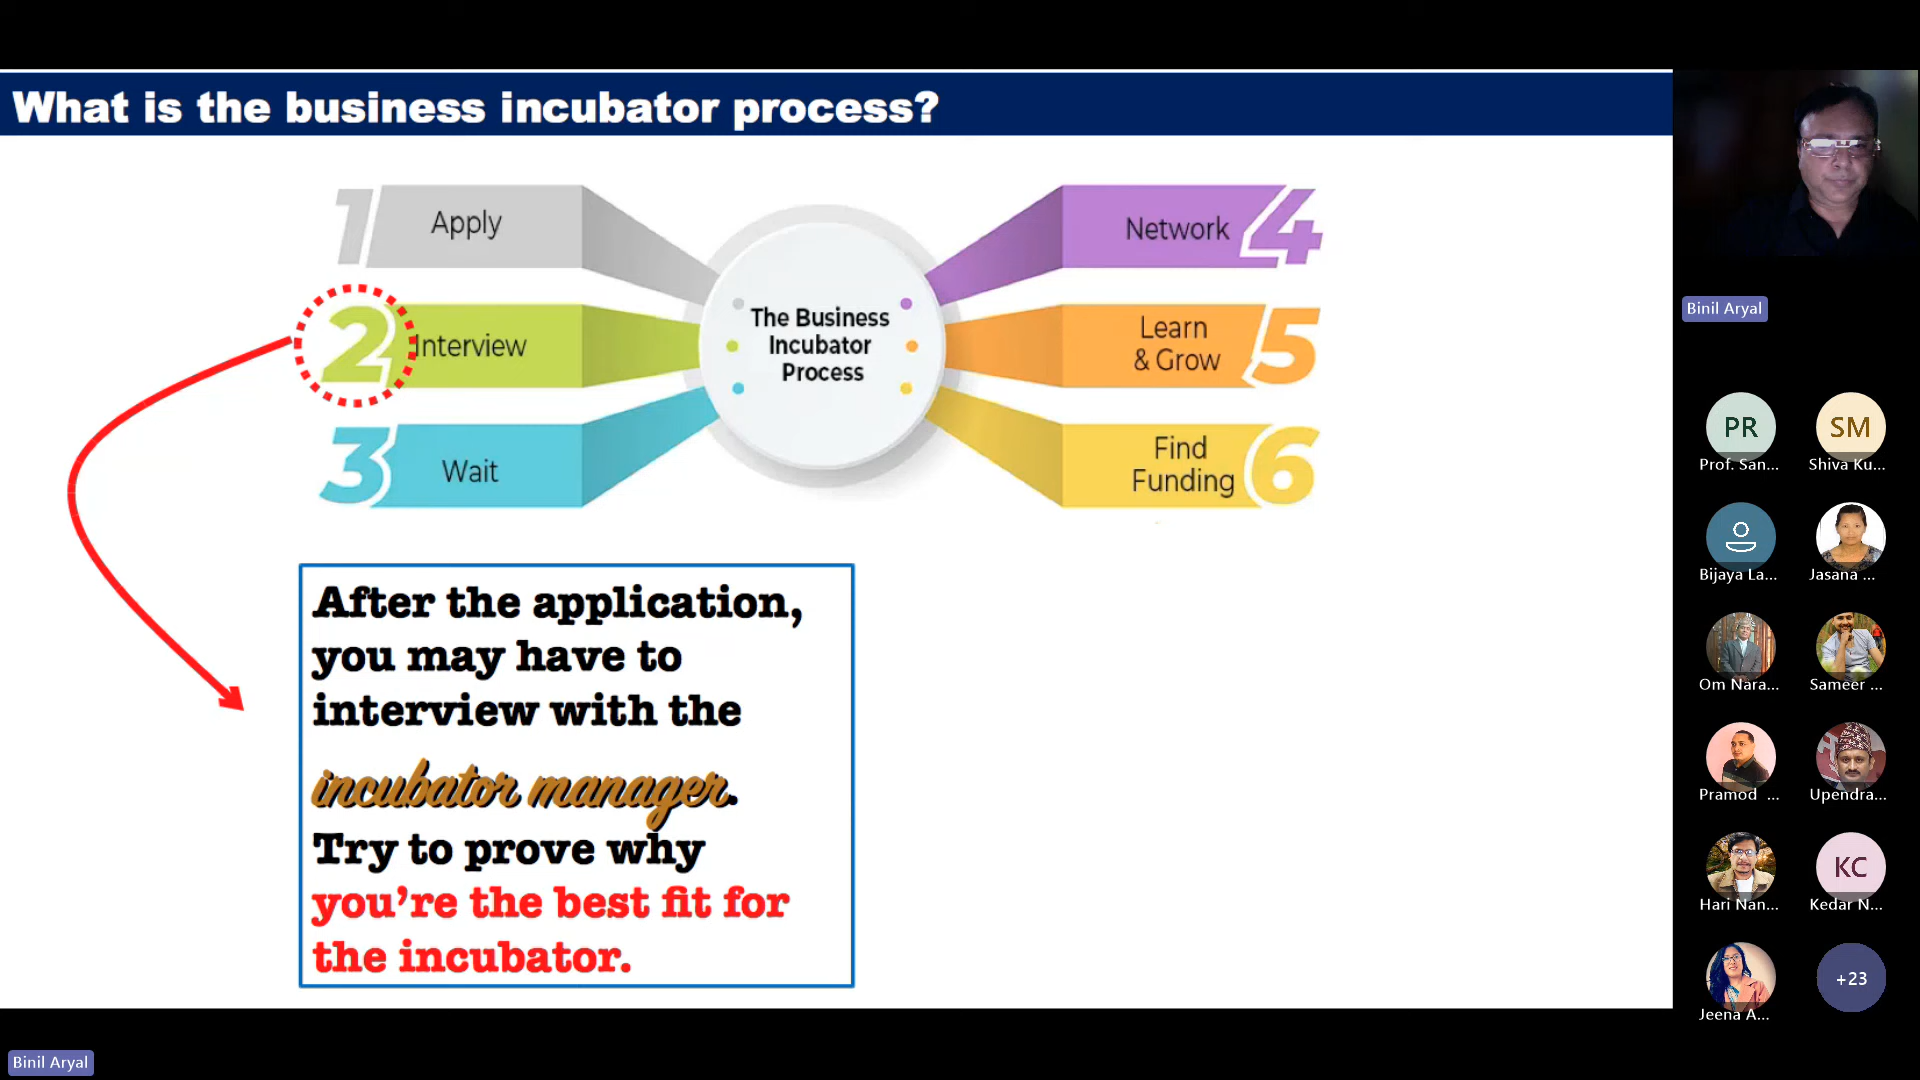 What is the business incubator process?
1 Apply
2 Interview
3 Wait
The Business
Incubator
Process
Network 4
Learn
& Grow 5
Find
Funding 6
After the application,
you may have to
interview with the
incubator manager.
Try to prove why
you're the best fit for
the incubator.
Binil Aryal
PR
Prof. San...
SM
Shiva Ku...
Bijaya La...
Jasana ...
Om Nara...
Sameer ...
Pramod ...
Upendra...
Hari Nan...
KC
Kedar N...
Jeena A...
+23
Binil Aryal